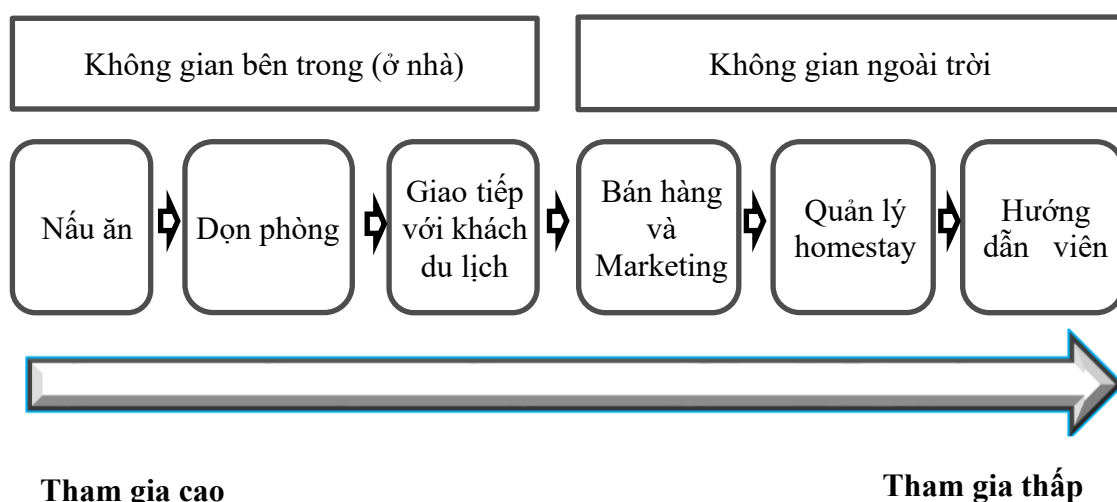 Không gian bên trong (ở nhà)
Không gian ngoài trời
Nấu ăn
Dọn phòng
Giao tiếp
với khách
du lịch
Bán hàng
và
Marketing
Quản lý
homestay
Hướng
dẫn viên
Tham gia cao
Tham gia thấp